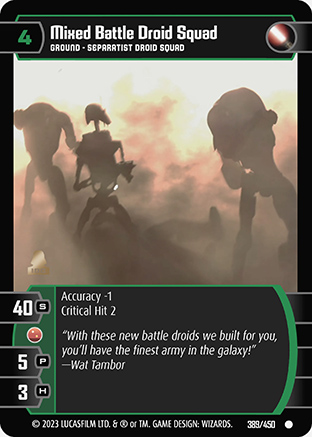 4 Mixed Battle Droid Squad
GROUND - SEPARATIST DROID SQUAD
40 S
Accuracy -1
Critical Hit 2
5 P
3 H
“With these new battle droids we built for you,
you’ll have the finest army in the galaxy!”
—Wat Tambor
© 2023 LUCASFILM LTD. & ® or TM. GAME DESIGN: WIZARDS. 389/450